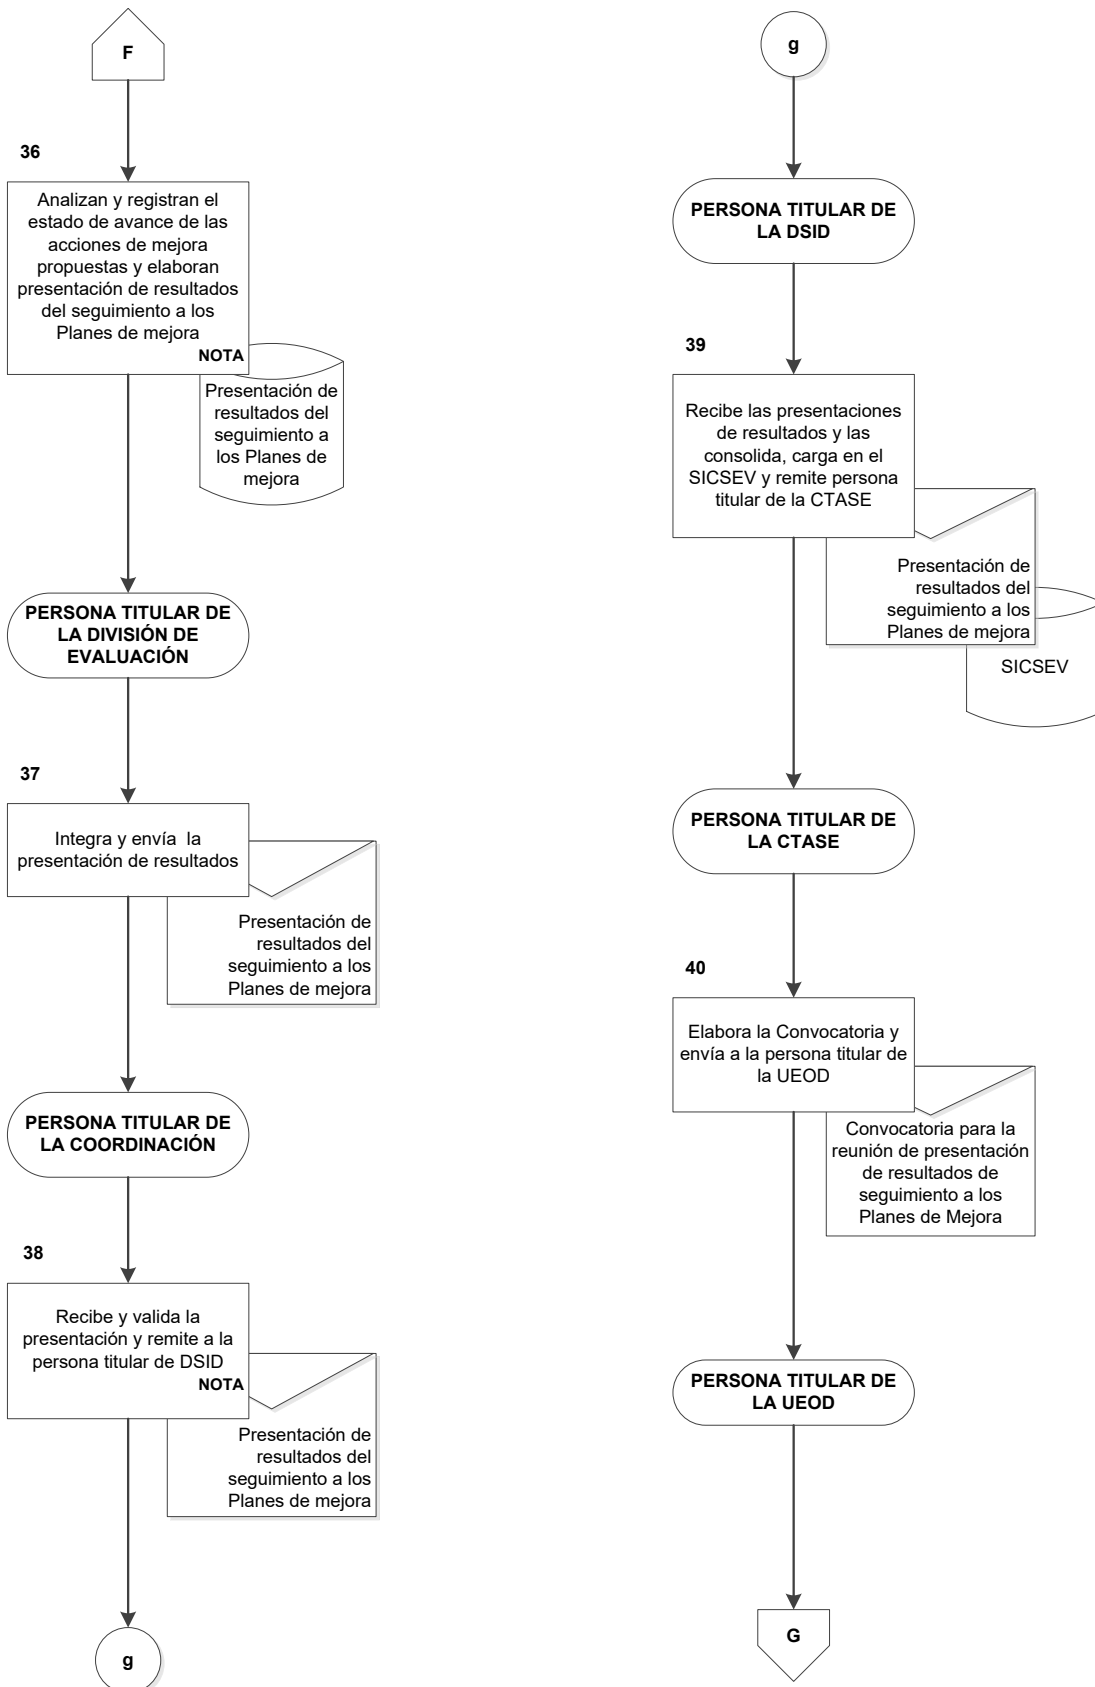 F
36
Analizan y registran el
estado de avance de las
acciones de mejora
propuestas y elaboran
presentación de resultados
del seguimiento a los
Planes de mejora
NOTA
Presentación de
resultados del
seguimiento a
los Planes de
mejora
PERSONA TITULAR DE
LA DIVISIÓN DE
EVALUACIÓN
37
Integra y envía la
presentación de resultados
Presentación de
resultados del
seguimiento a los
Planes de mejora
PERSONA TITULAR DE
LA COORDINACIÓN
38
Recibe y valida la
presentación y remite a la
persona titular de DSID
NOTA
Presentación de
resultados del
seguimiento a los
Planes de mejora
g
g
PERSONA TITULAR DE
LA DSID
39
Recibe las presentaciones
de resultados y las
consolida, carga en el
SICSEV y remite persona
titular de la CTASE
Presentación de
resultados del
seguimiento a los
Planes de mejora
SICSEV
PERSONA TITULAR DE
LA CTASE
40
Elabora la Convocatoria y
envía a la persona titular de
la UEOD
Convocatoria para la
reunión de presentación
de resultados de
seguimiento a los
Planes de Mejora
PERSONA TITULAR DE
LA UEOD
G